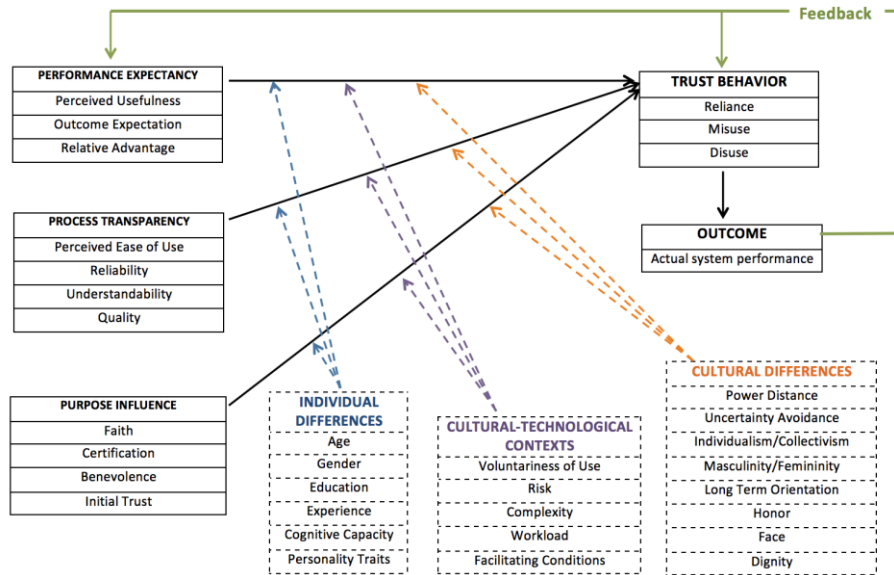 Feedback
PERFORMANCE EXPECTANCY
Perceived Usefulness
Outcome Expectation
Relative Advantage
TRUST BEHAVIOR
Reliance
Misuse
Disuse
PROCESS TRANSPARENCY
Perceived Ease of Use
Reliability
Understandability
Quality
OUTCOME
Actual system performance
PURPOSE INFLUENCE
Faith
Certification
Benevolence
Initial Trust
INDIVIDUAL
DIFFERENCES
Age
Gender
Education
Experience
Cognitive Capacity
Personality Traits
CULTURAL-TECHNOLOGICAL
CONTEXTS
Voluntariness of Use
Risk
Complexity
Workload
Facilitating Conditions
CULTURAL DIFFERENCES
Power Distance
Uncertainty Avoidance
Individualism/Collectivism
Masculinity/Femininity
Long Term Orientation
Honor
Face
Dignity